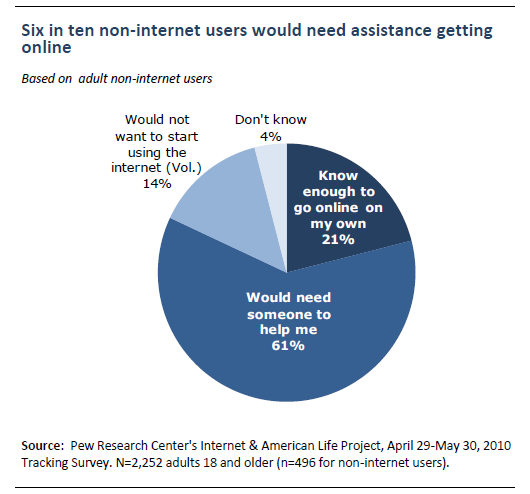 Six in ten non-internet users would need assistance getting
online
Based on adult non-internet users
Would not
want to start
using the
internet (Vol.)
14%
Don't know
4%
Know
enough to
go online on
my own
21%
Would need
someone to
help me
61%
Source: Pew Research Center's Internet & American Life Project, April 29-May 30, 2010
Tracking Survey. N=2,252 adults 18 and older (n=496 for non-internet users).